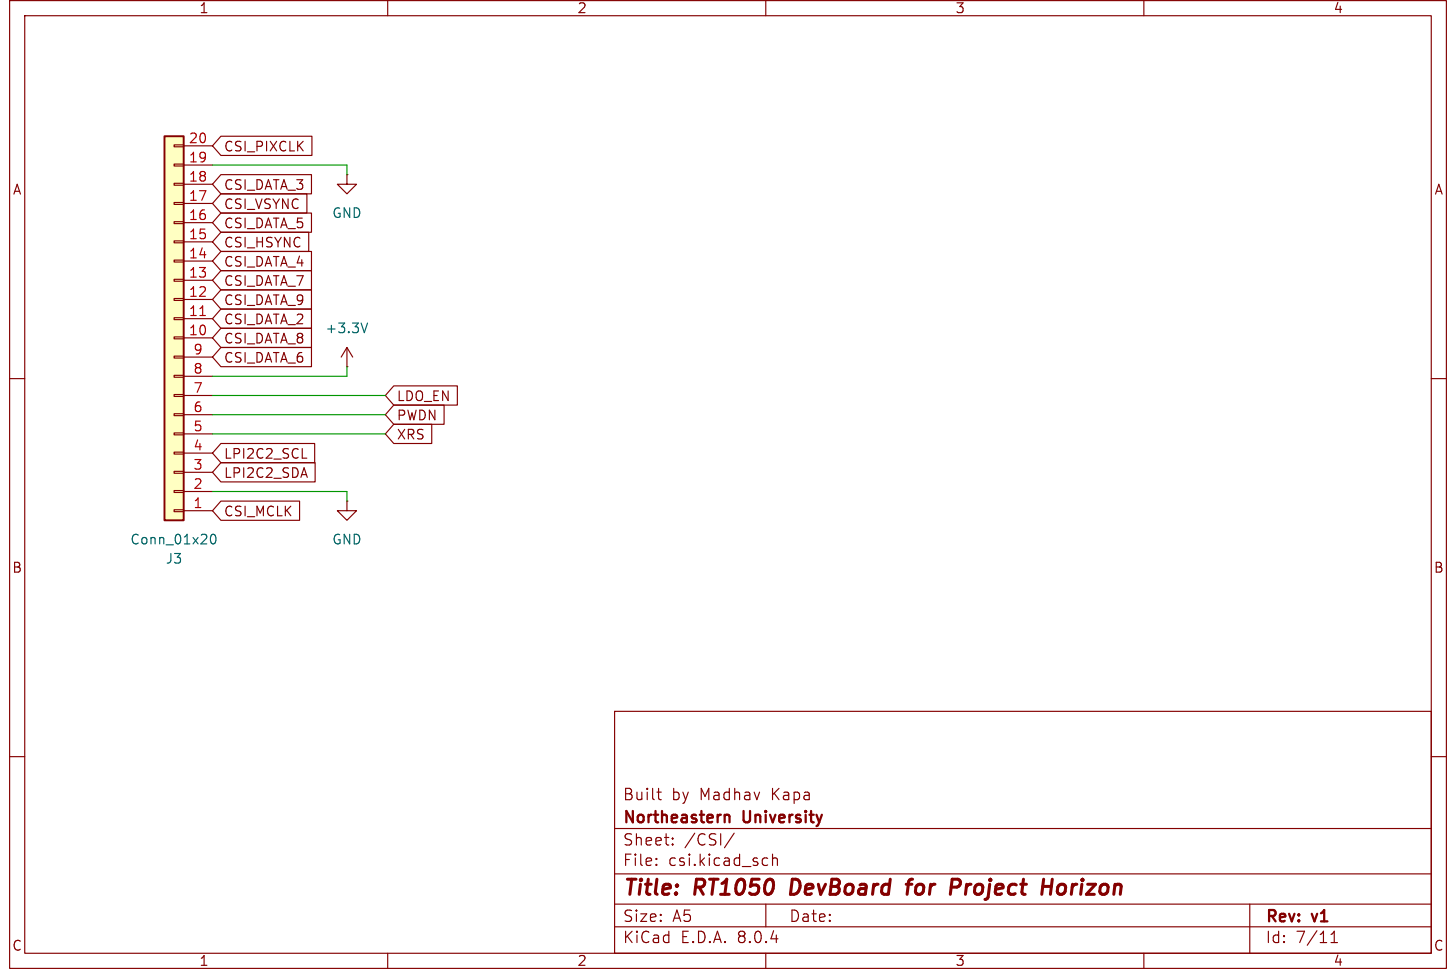 1 2 3 4
A A
20 CSI_PIXCLK
19
18 CSI_DATA_3
17 CSI_VSYNC
GND
16 CSI_DATA_5
15 CSI_HSYNC
14 CSI_DATA_4
13 CSI_DATA_7
12 CSI_DATA_9
11 CSI_DATA_2
+3.3V
10 CSI_DATA_8
9 CSI_DATA_6
8
7 LDO_EN
6 PWDN
5 XRS
4 LPI2C2_SCL
3 LPI2C2_SDA
2
1 CSI_MCLK
Conn_01x20
GND
J3
B B
Built by Madhav Kapa
Northeastern University
Sheet: /CSI/
File: csi.kicad_sch
Title: RT1050 DevBoard for Project Horizon
Size: A5 Date: Rev: v1
KiCad E.D.A. 8.0.4 Id: 7/11
C C
1 2 3 4